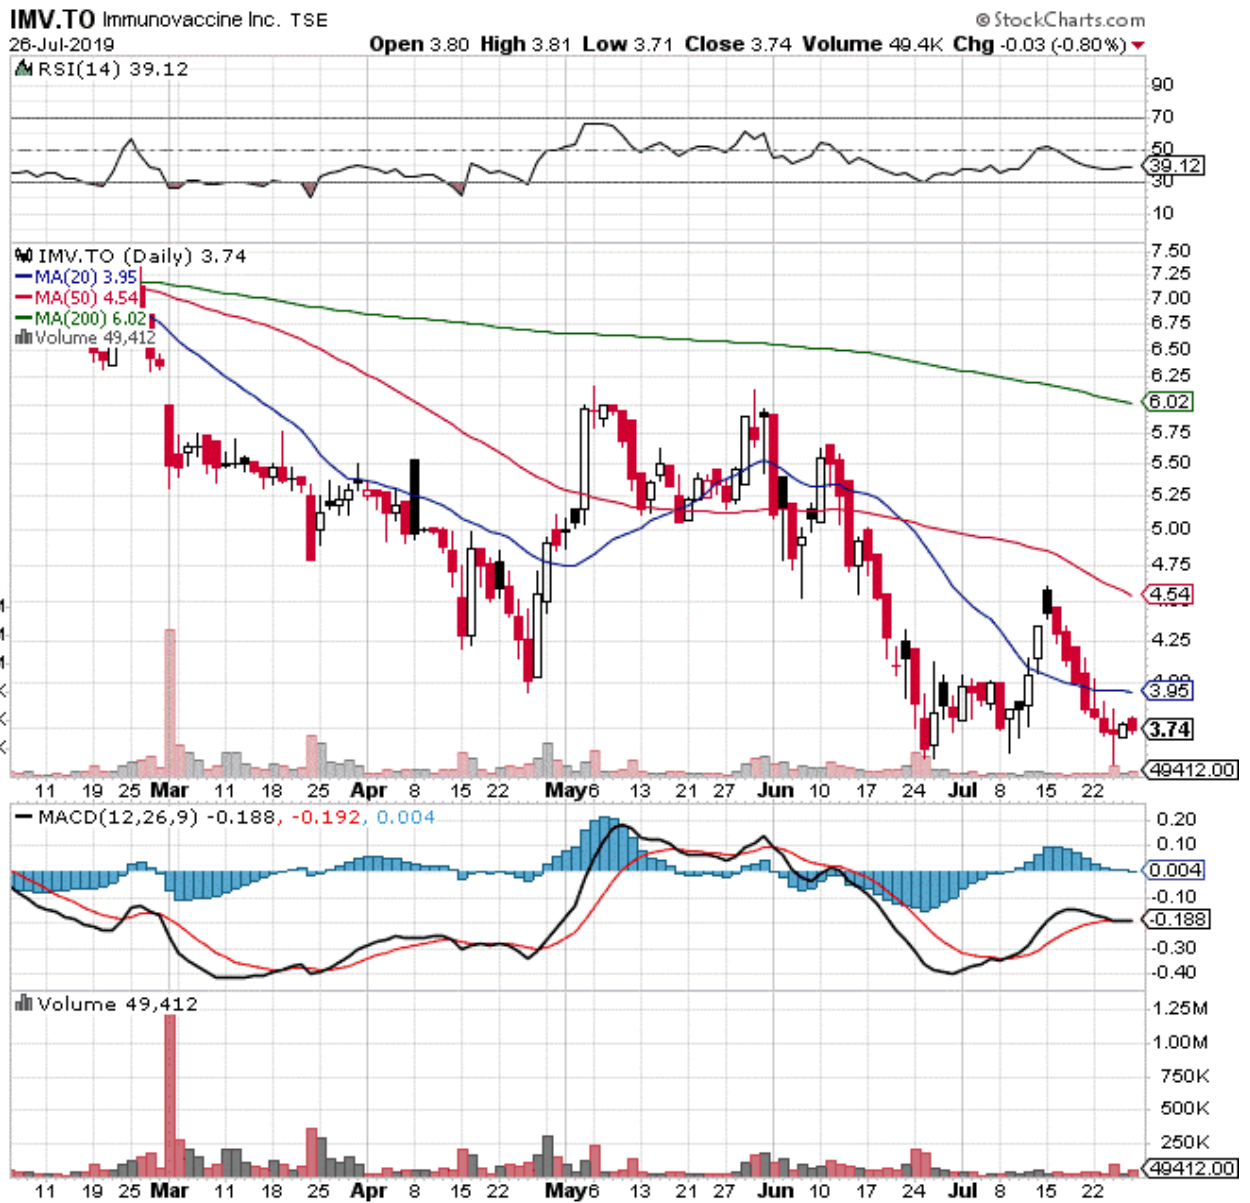 IMV.TO Immunovaccine Inc. TSE © StockCharts.com
26-Jul-2019 Open 3.80 High 3.81 Low 3.71 Close 3.74 Volume 49.4K Chg -0.03 (-0.80%)
RSI(14) 39.12
90
70
50
39.12
30
10
IMV.TO (Daily) 3.74
MA(20) 3.95
MA(50) 4.54
MA(200) 6.02
Volume 49,412
7.50
7.25
7.00
6.75
6.50
6.25
6.02
5.75
5.50
5.25
5.00
4.75
4.54
4.25
3.95
3.74
49412.00
M
M
M
K
K
K
11 19 25 Mar 11 18 25 Apr 8 15 22 May 6 13 21 27 Jun 10 17 24 Jul 8 15 22
MACD(12,26,9) -0.188, -0.192, 0.004
0.20
0.10
0.004
-0.10
-0.188
-0.30
-0.40
Volume 49,412
1.25M
1.00M
750K
500K
250K
49412.00
11 19 25 Mar 11 18 25 Apr 8 15 22 May 6 13 21 27 Jun 10 17 24 Jul 8 15 22